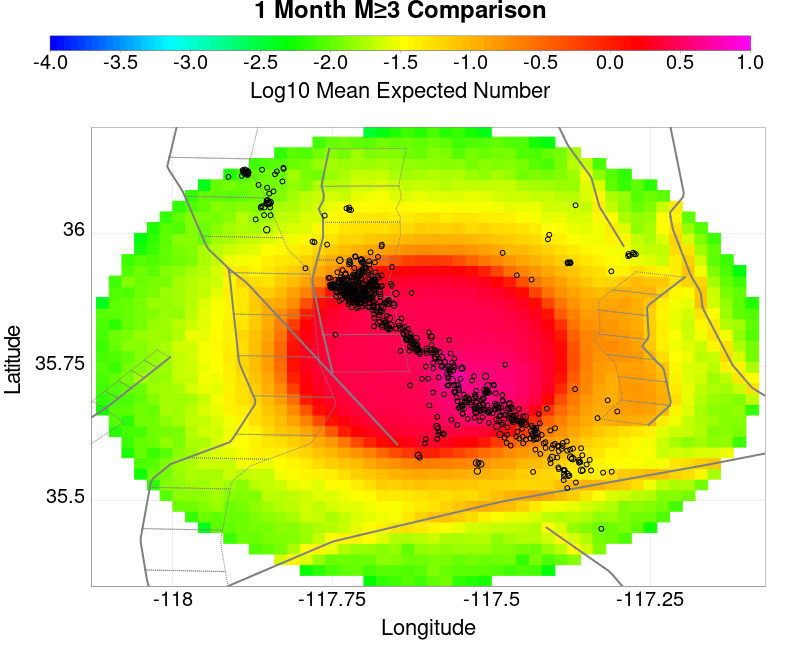 1 Month M≥3 Comparison
-4.0 -3.5 -3.0 -2.5 -2.0 -1.5 -1.0 -0.5 0.0 0.5 1.0
Log10 Mean Expected Number
36
35.75
35.5
Latitude
-118 -117.75 -117.5 -117.25
Longitude